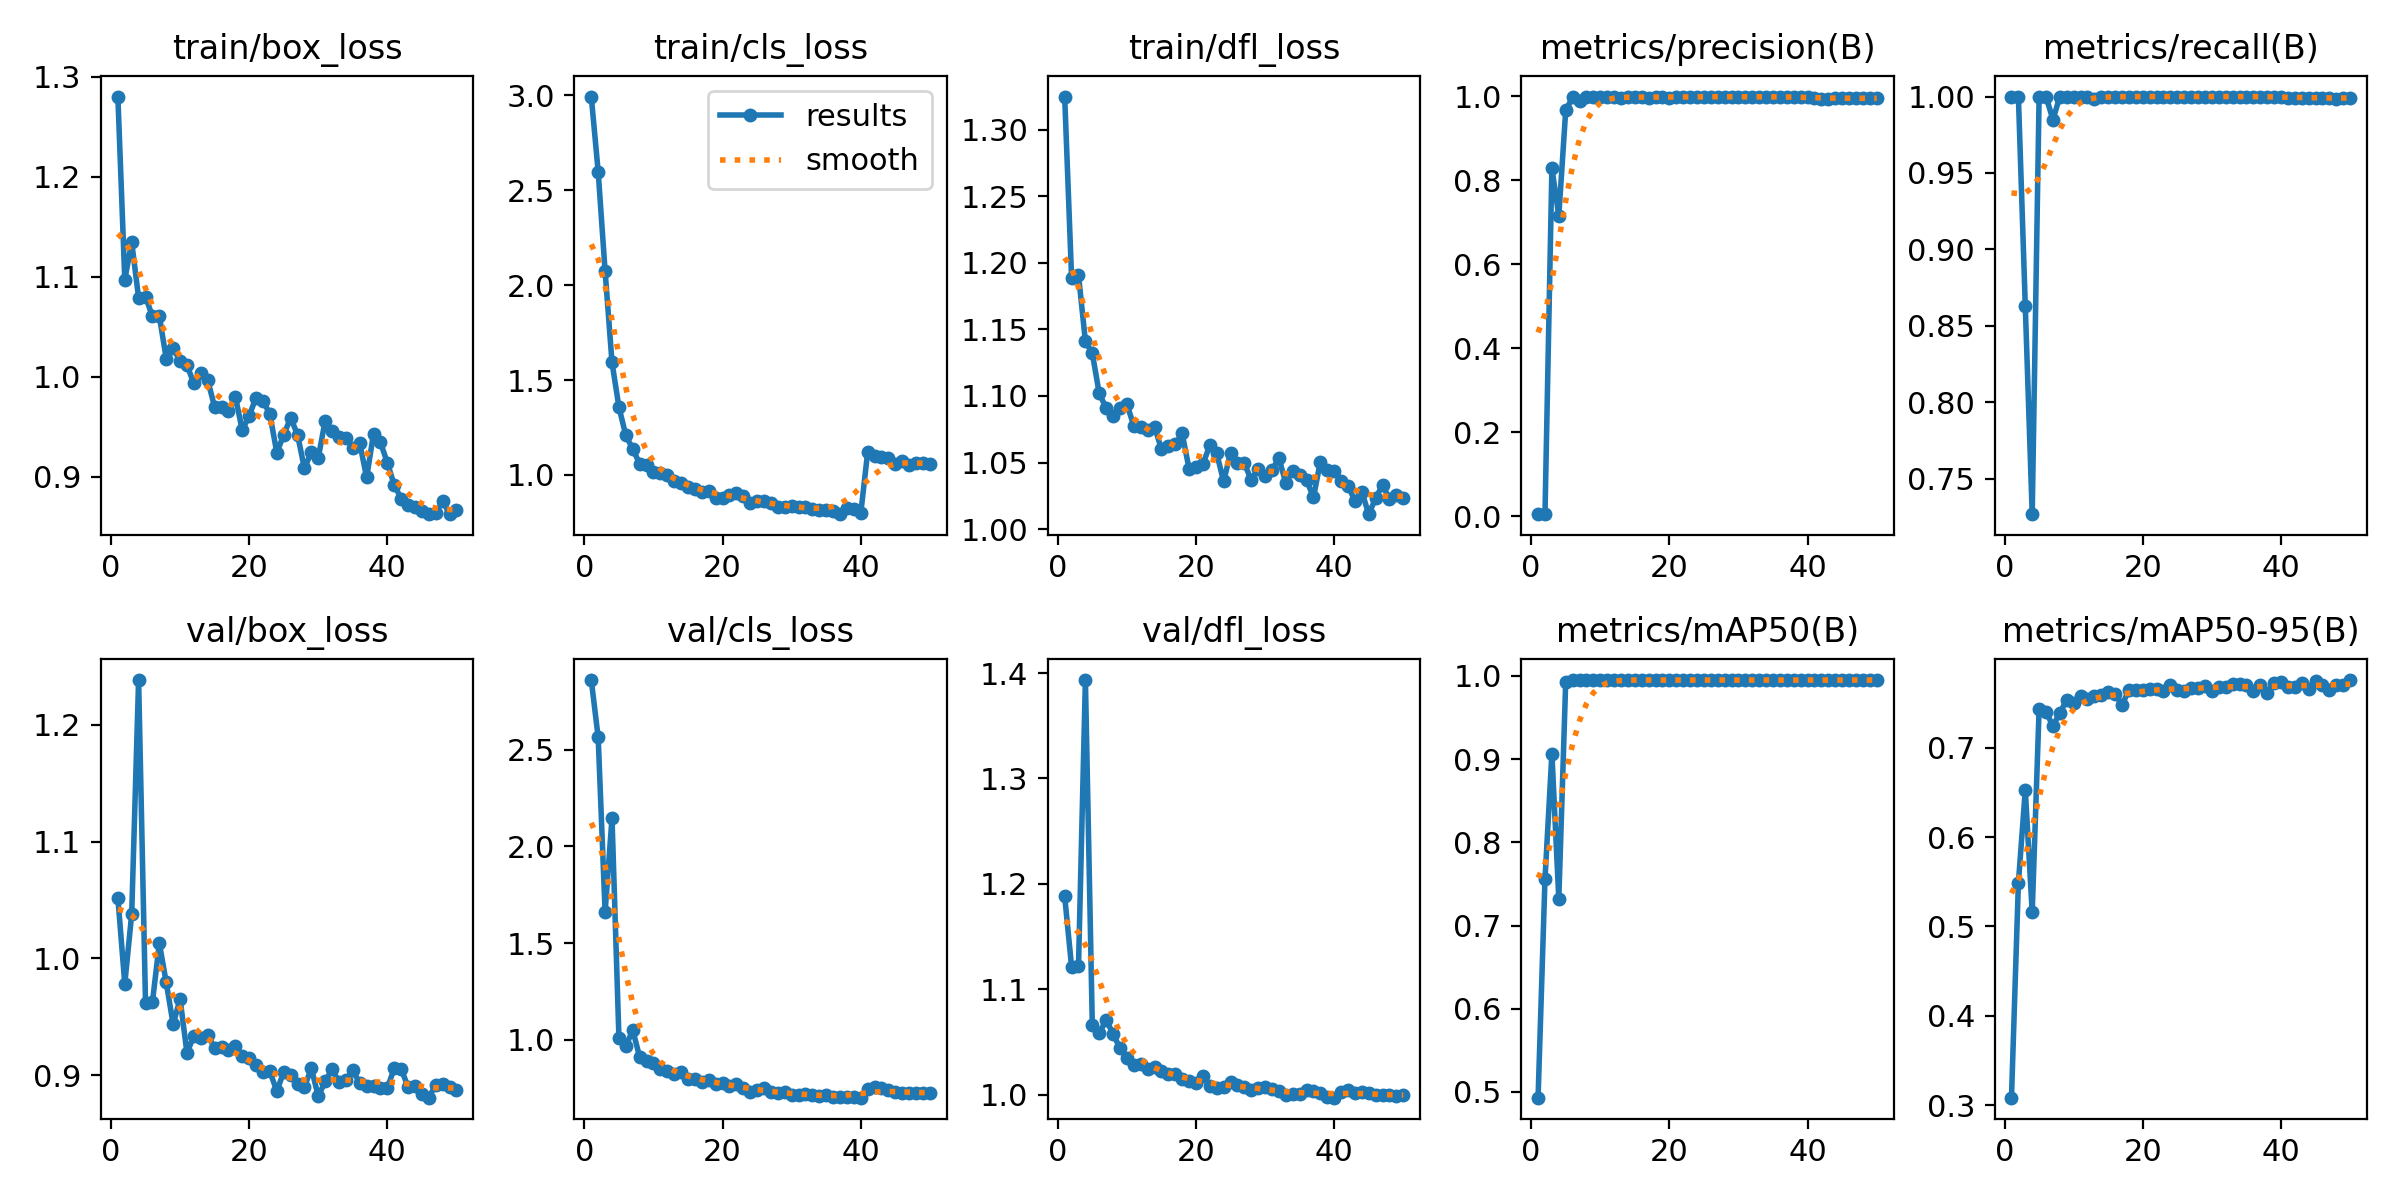 train/box_loss
1.3
1.2
1.1
1.0
0.9
0 20 40
train/cls_loss
results
smooth
3.0
2.5
2.0
1.5
1.0
0 20 40
train/dfl_loss
1.30
1.25
1.20
1.15
1.10
1.05
1.00
0 20 40
metrics/precision(B)
1.0
0.8
0.6
0.4
0.2
0.0
0 20 40
metrics/recall(B)
1.00
0.95
0.90
0.85
0.80
0.75
0 20 40
val/box_loss
1.2
1.1
1.0
0.9
0 20 40
val/cls_loss
2.5
2.0
1.5
1.0
0 20 40
val/dfl_loss
1.4
1.3
1.2
1.1
1.0
0 20 40
metrics/mAP50(B)
1.0
0.9
0.8
0.7
0.6
0.5
0 20 40
metrics/mAP50-95(B)
0.7
0.6
0.5
0.4
0.3
0 20 40